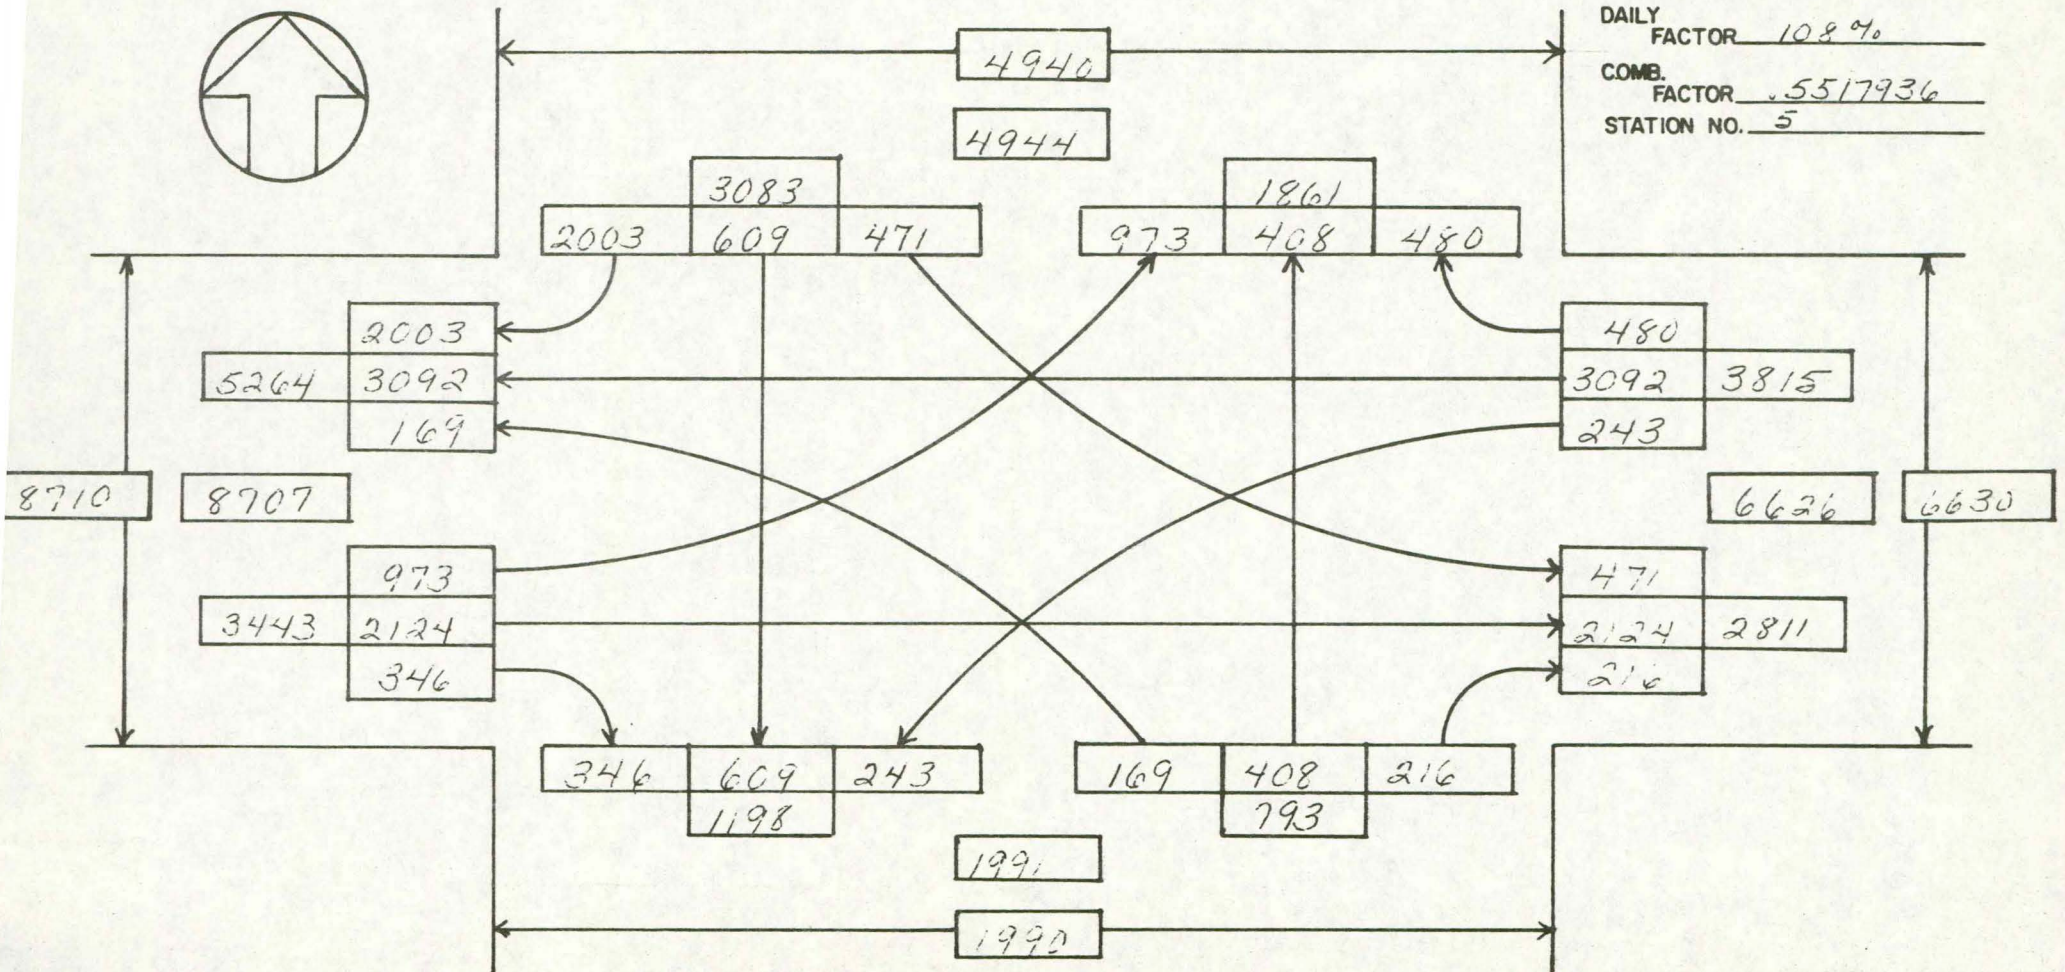 DAILY
FACTOR 108 %
COMB.
FACTOR .5517936
STATION NO. 5
4940
4944
3083
2003 609 471
1861
973 408 480
2003
5264 3092
169
480
3092 3815
243
8710 8707
6626 6630
973
3443 2124
346
471
2124 2811
216
346 609 243
1198
169 408 216
793
1991
1990